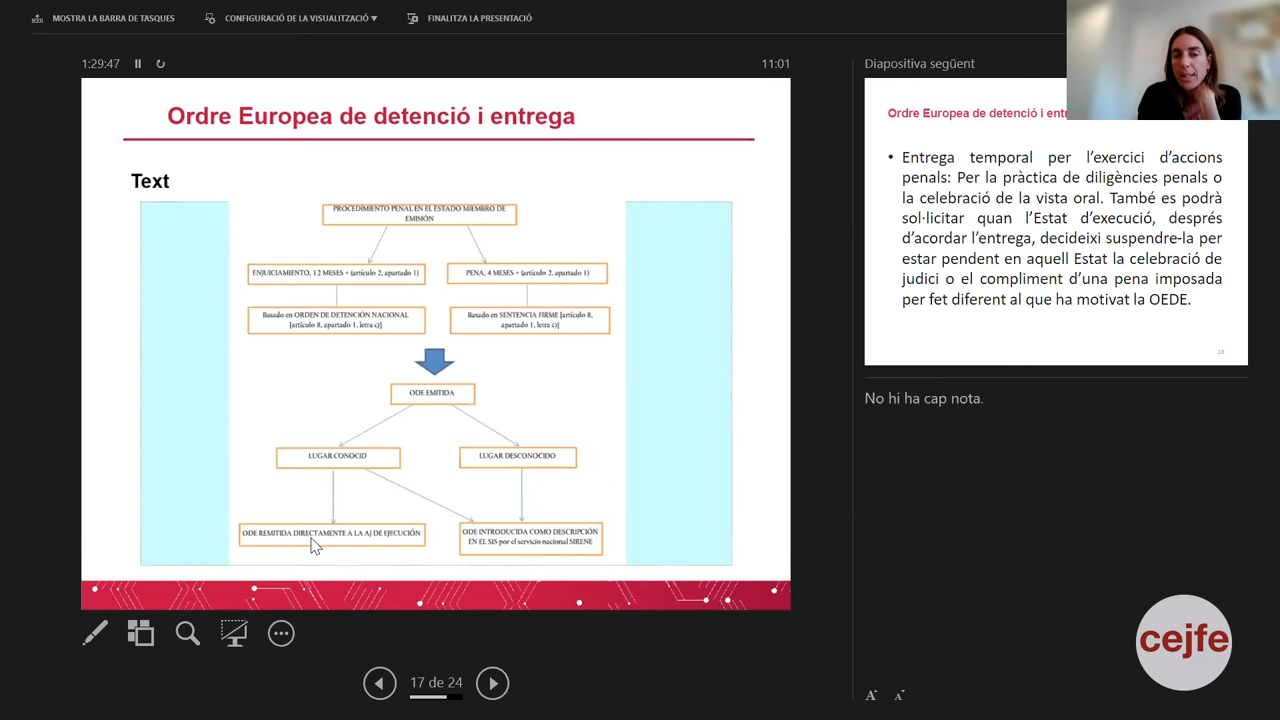 MOSTRA LA BARRA DE TASQUES
CONFIGURACIÓ DE LA VISUALITZACIÓ ▼
FINALITZA LA PRESENTACIÓ
1:29:47
11:01
Ordre Europea de detenció i entrega
Text
PROCEDIMIENTO PENAL EN EL ESTADO MIEMBRO DE
EMISIÓN
ENJUICIAMIENTO, 12 MESES + (artículo 2, apartado 1)
PENA, 4 MESES + (artículo 2, apartado 1)
Basado en ORDEN DE DETENCIÓN NACIONAL
[artículo 8, apartado 1, letra c)]
Basado en SENTENCIA FIRME [artículo 8,
apartado 1, letra c)]
ODE EMITIDA
LUGAR CONOCID
LUGAR DESCONOCIDO
ODE REMITIDA DIRECTAMENTE A LA AJ DE EJECUCIÓN
ODE INTRODUCIDA COMO DESCRIPCIÓN
EN EL SIS por el servicio nacional SIRENE
17 de 24
Diapositiva següent
Ordre Europea de detenció i entr
• Entrega temporal per l’exercici d’accions
penals: Per la pràctica de diligències penals o
la celebració de la vista oral. També es podrà
sol·licitar quan l’Estat d’execució, després
d’acordar l’entrega, decideixi suspendre-la per
estar pendent en aquell Estat la celebració de
judici o el compliment d’una pena imposada
per fet diferent al que ha motivat la OEDE.
18
No hi ha cap nota.
cejfe
A A